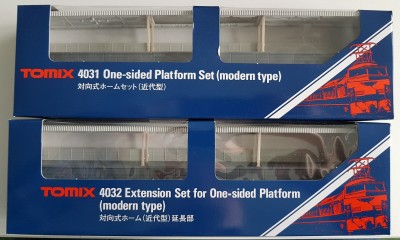 TOMIX 4031 One-sided Platform Set (modern type)
対向式ホームセット(近代型)
TOMIX 4032 Extension Set for One-sided Platform
(modern type)
対向式ホーム(近代型)延長部